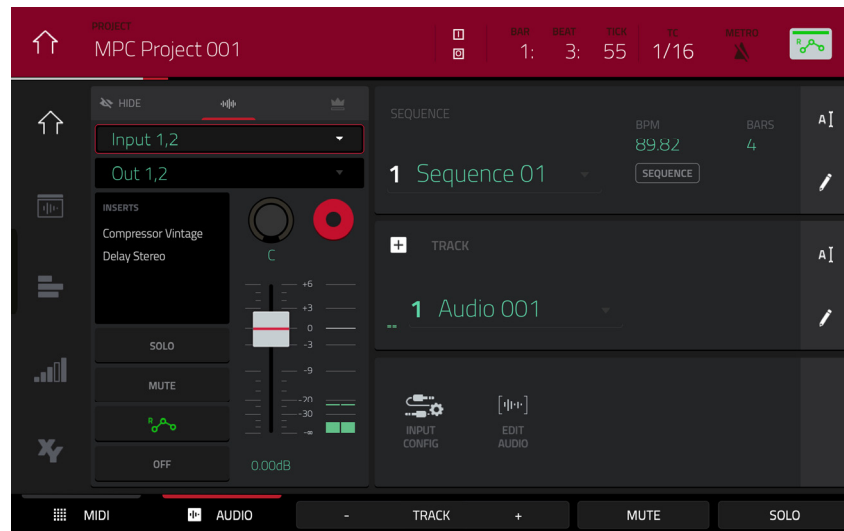 PROJECT
MPC Project 001
BAR BEAT TICK TC METRO
1: 3: 55 1/16
R
HIDE
Input 1,2
Out 1,2
INSERTS
Compressor Vintage
Delay Stereo
C
+6
+3
0
-3
-9
-20
-30
-∞
SOLO
MUTE
R
OFF
0.00dB
SEQUENCE
BPM BARS
89.82 4
1 Sequence 01
SEQUENCE
A
TRACK
A
1 Audio 001
INPUT CONFIG
EDIT AUDIO
XY
MIDI AUDIO - TRACK + MUTE SOLO